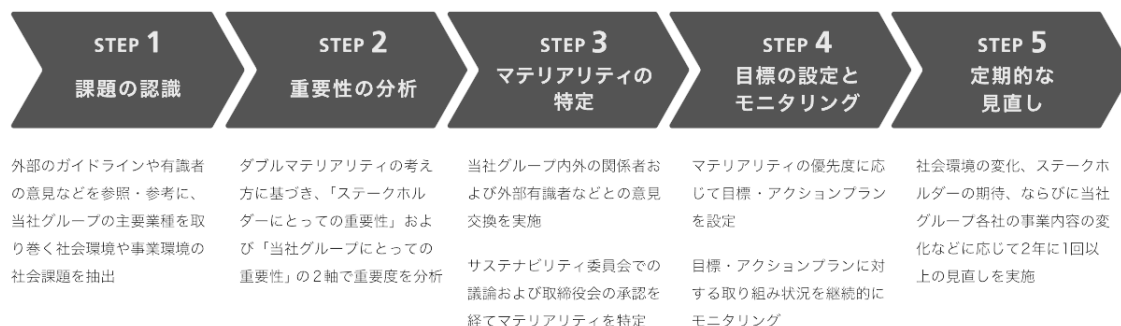 STEP 1
課題の認識
外部のガイドラインや有識者
の意見などを参照・参考に、
当社グループの主要業種を取
り巻く社会環境や事業環境の
社会課題を抽出
STEP 2
重要性の分析
ダブルマテリアリティの考え
方に基づき、「ステークホル
ダーにとっての重要性」およ
び「当社グループにとっての
重要性」の2軸で重要度を分析
STEP 3
マテリアリティの
特定
当社グループ内外の関係者お
よび外部有識者などとの意見
交換を実施
サステナビリティ委員会での
議論および取締役会の承認を
経てマテリアリティを特定
STEP 4
目標の設定と
モニタリング
マテリアリティの優先度に応
じて目標・アクションプラン
を設定
目標・アクションプランに対
する取り組み状況を継続的に
モニタリング
STEP 5
定期的な
見直し
社会環境の変化、ステークホ
ルダーの期待、ならびに当社
グループ各社の事業内容の変
化などに応じて2年に1回以
上の見直しを実施